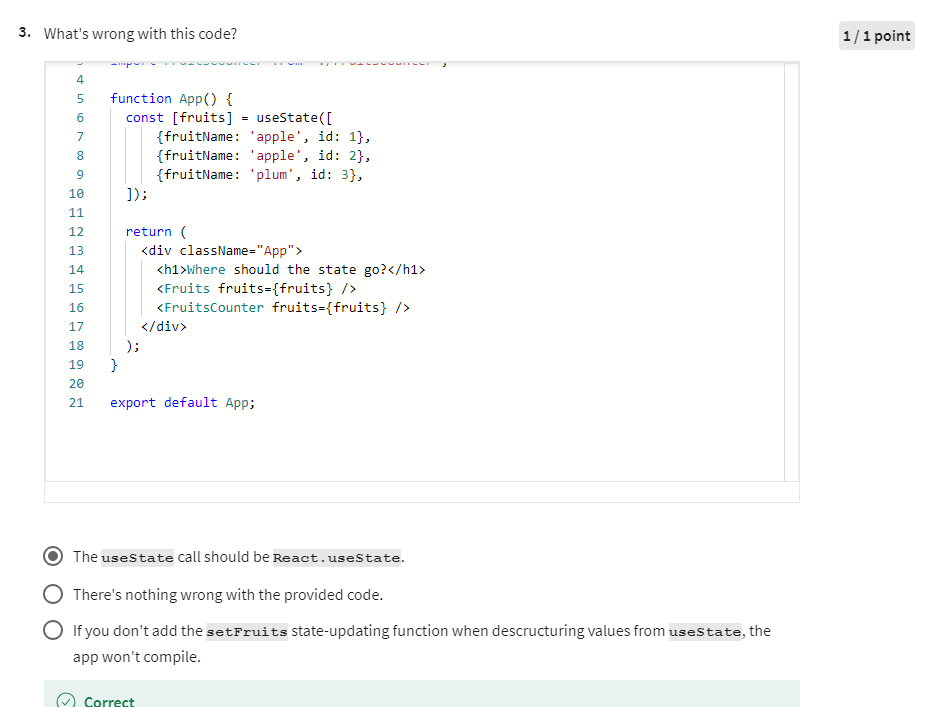 3. What's wrong with this code?
1 / 1 point
4
5 function App() {
6 const [fruits] = useState([
7 {fruitName: 'apple', id: 1},
8 {fruitName: 'apple', id: 2},
9 {fruitName: 'plum', id: 3},
10 ]);
11
12 return (
13 <div className="App">
14 <h1>Where should the state go?</h1>
15 <Fruits fruits={fruits} />
16 <FruitsCounter fruits={fruits} />
17 </div>
18 );
19 }
20
21 export default App;
The useState call should be React.useState.
There's nothing wrong with the provided code.
If you don't add the setFruits state-updating function when descructuring values from useState, the
app won't compile.
Correct